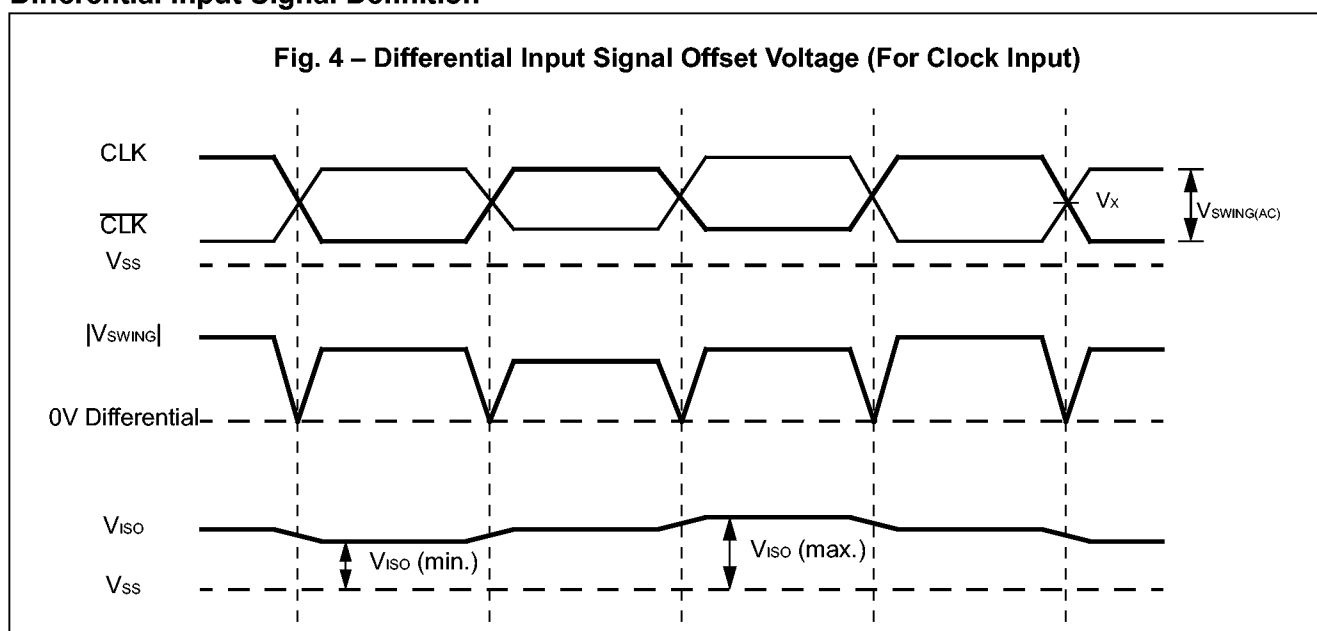 Differential Input Signal Definition
Fig. 4 – Differential Input Signal Offset Voltage (For Clock Input)
CLK
CLK
VX
VSWING(AC)
VSS
|VSWING|
0V Differential
VISO
VISO (min.)
VISO (max.)
VSS